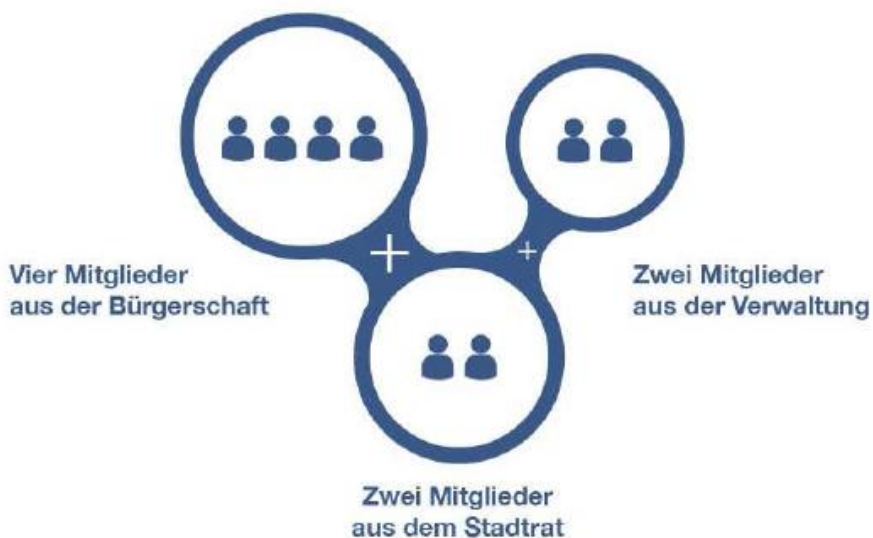 Vier Mitglieder
aus der Bürgerschaft
Zwei Mitglieder
aus der Verwaltung
Zwei Mitglieder
aus dem Stadtrat